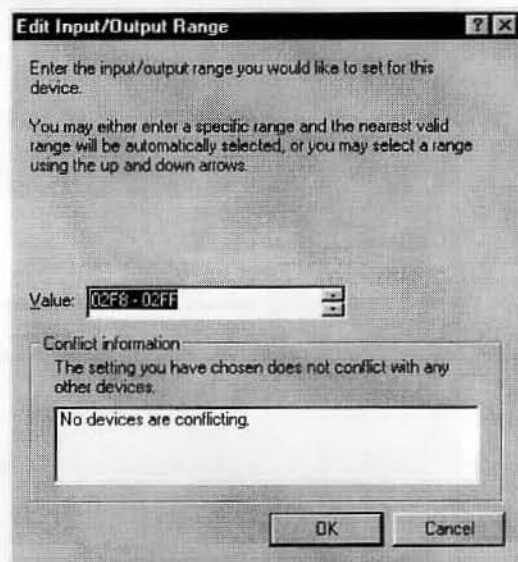 Edit Input/Output Range
Enter the input/output range you would like to set for this
device.
You may either enter a specific range and the nearest valid
range will be automatically selected, or you may select a range
using the up and down arrows.
Value: 02F8 - 02FF
Conflict information
The setting you have chosen does not conflict with any
other devices.
No devices are conflicting.
OK Cancel